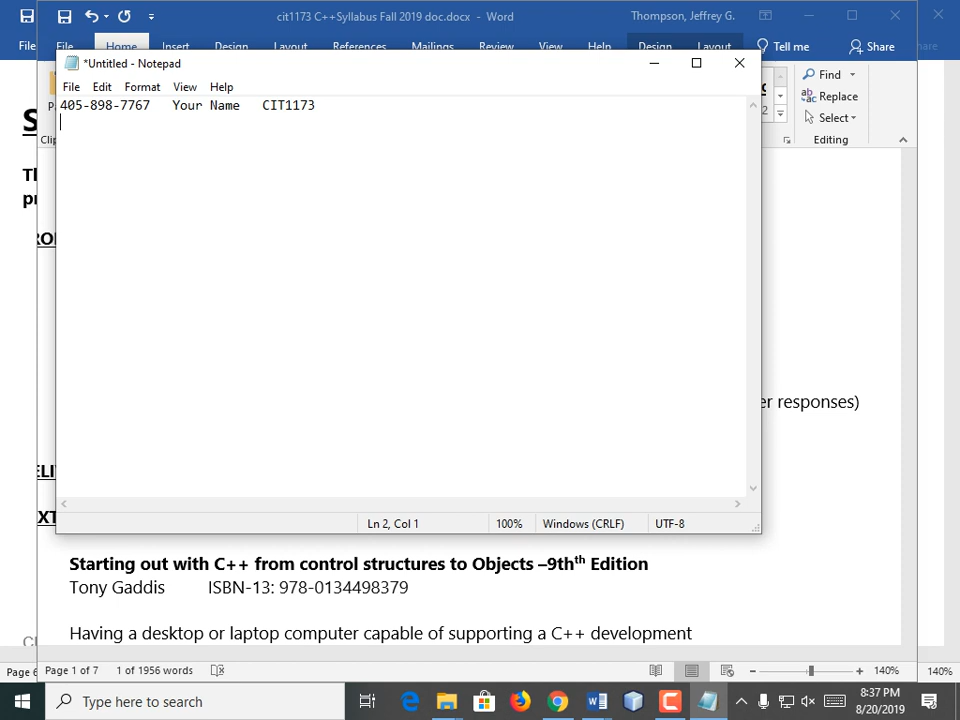 cit1173 C++Syllabus Fall 2019 doc.docx - Word
Thompson, Jeffrey G.
File File Home Insert Design Layout References Mailings Review View Help Design Layout Tell me Share
*Untitled - Notepad
File Edit Format View Help
405-898-7767 Your Name CIT1173
Find
Replace
Select
Editing
Ln 2, Col 1 100% Windows (CRLF) UTF-8
er responses)
Starting out with C++ from control structures to Objects –9thth Edition
Tony Gaddis ISBN-13: 978-0134498379
Having a desktop or laptop computer capable of supporting a C++ development
Page 1 of 7 1 of 1956 words 140% 140%
Type here to search
8:37 PM
8/20/2019